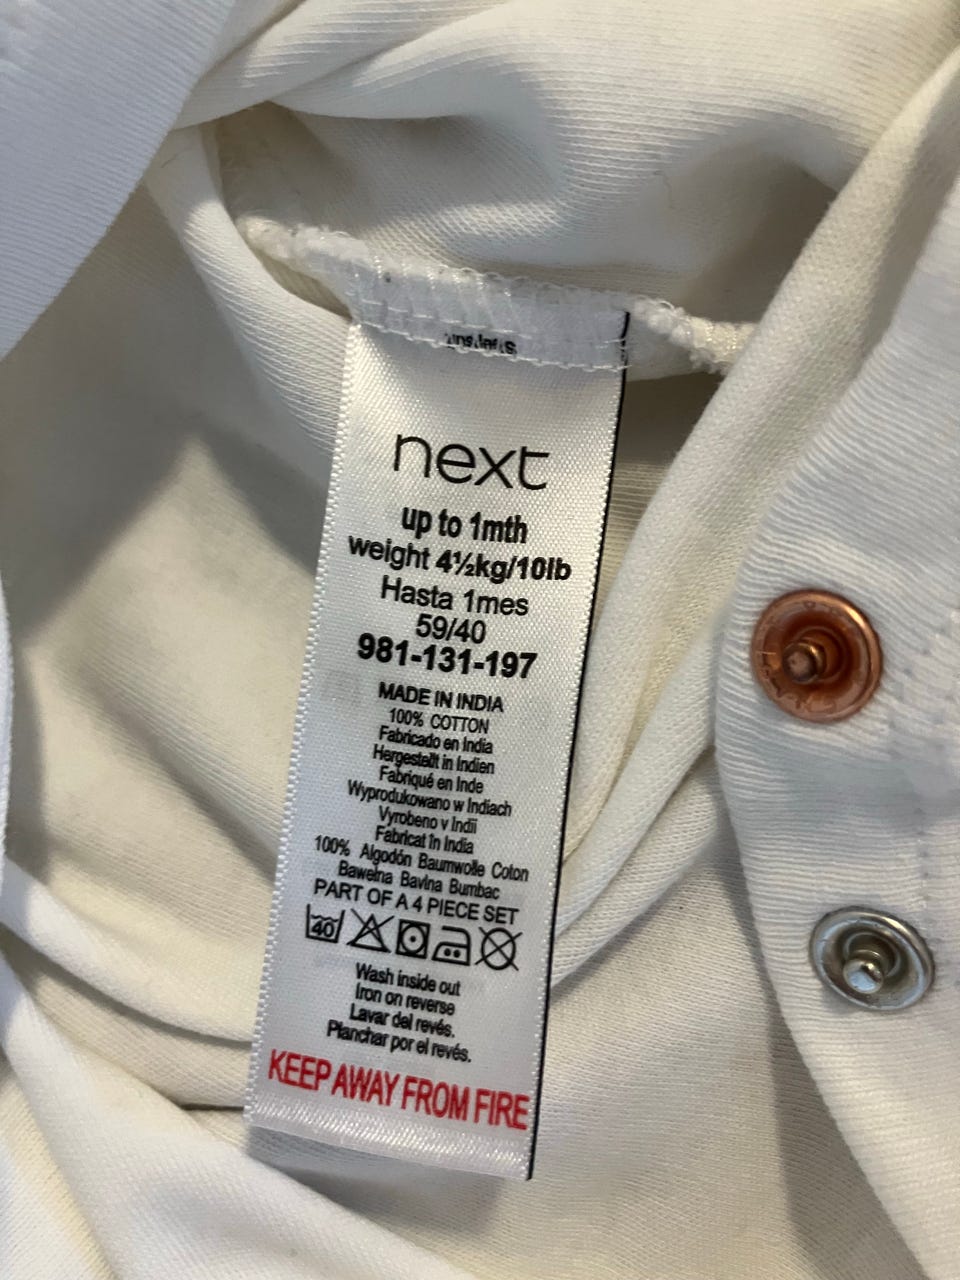 next
up to 1mth
weight 4½kg/10lb
Hasta 1mes
59/40
981-131-197
MADE IN INDIA
100% COTTON
Fabricado en India
Hergestellt in Indien
Fabriqué en Inde
Wyprodukowano w Indiach
Vyrobeno v Indii
Fabricat în India
100% Algodón Baumwolle Coton
Bawełna Bavlna Bumbac
PART OF A 4 PIECE SET
40
Wash inside out
Iron on reverse
Lavar del revés.
Planchar por el revés.
KEEP AWAY FROM FIRE